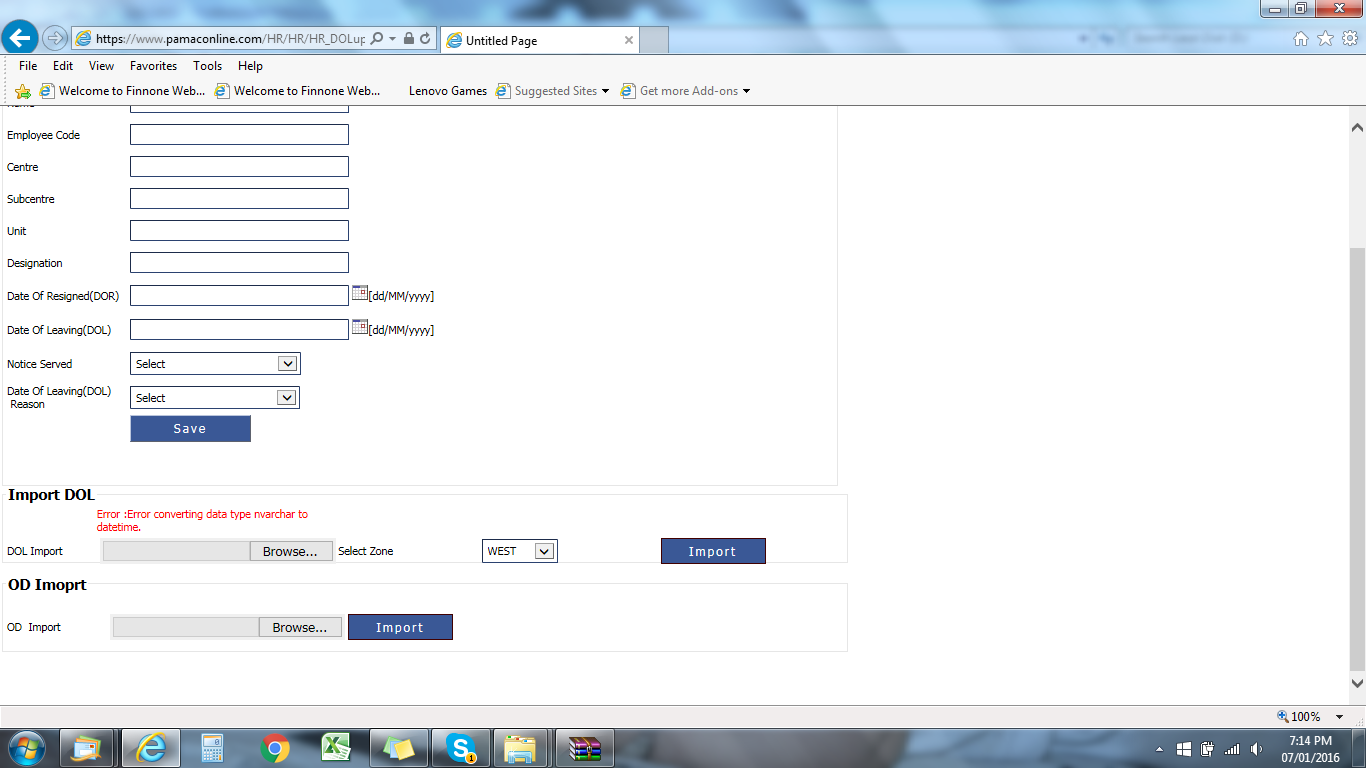 https://www.pamaconline.com/HR/HR/HR_DOLup
Untitled Page
File Edit View Favorites Tools Help
Welcome to Finnone Web... Welcome to Finnone Web... Lenovo Games Suggested Sites Get more Add-ons
Employee Code
Centre
Subcentre
Unit
Designation
Date Of Resigned(DOR) [dd/MM/yyyy]
Date Of Leaving(DOL) [dd/MM/yyyy]
Notice Served Select
Date Of Leaving(DOL)
Reason Select
Save
Import DOL
Error :Error converting data type nvarchar to
datetime.
DOL Import Browse... Select Zone WEST Import
OD Imoprt
OD Import Browse... Import
100%
1
7:14 PM
07/01/2016